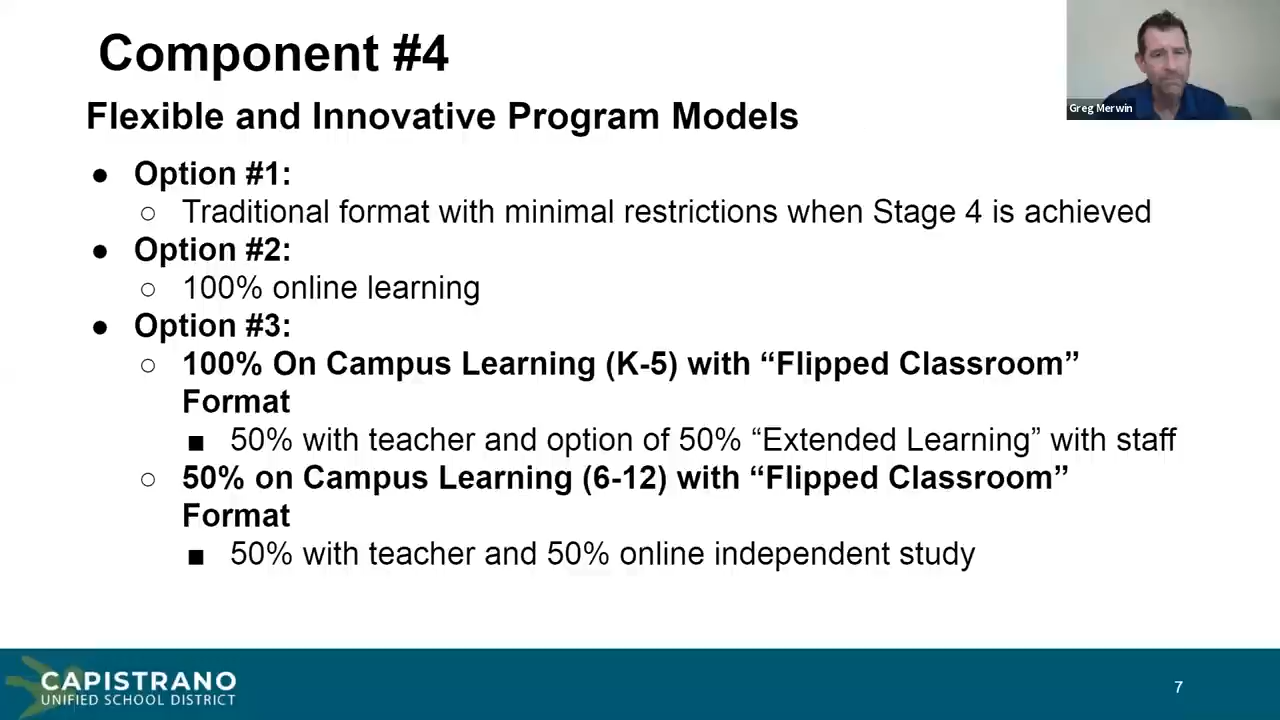 Component #4
Greg Merwin
Flexible and Innovative Program Models
● Option #1:
○ Traditional format with minimal restrictions when Stage 4 is achieved
● Option #2:
○ 100% online learning
● Option #3:
○ 100% On Campus Learning (K-5) with “Flipped Classroom”
Format
■ 50% with teacher and option of 50% “Extended Learning” with staff
○ 50% on Campus Learning (6-12) with “Flipped Classroom”
Format
■ 50% with teacher and 50% online independent study
CAPISTRANO
UNIFIED SCHOOL DISTRICT
7